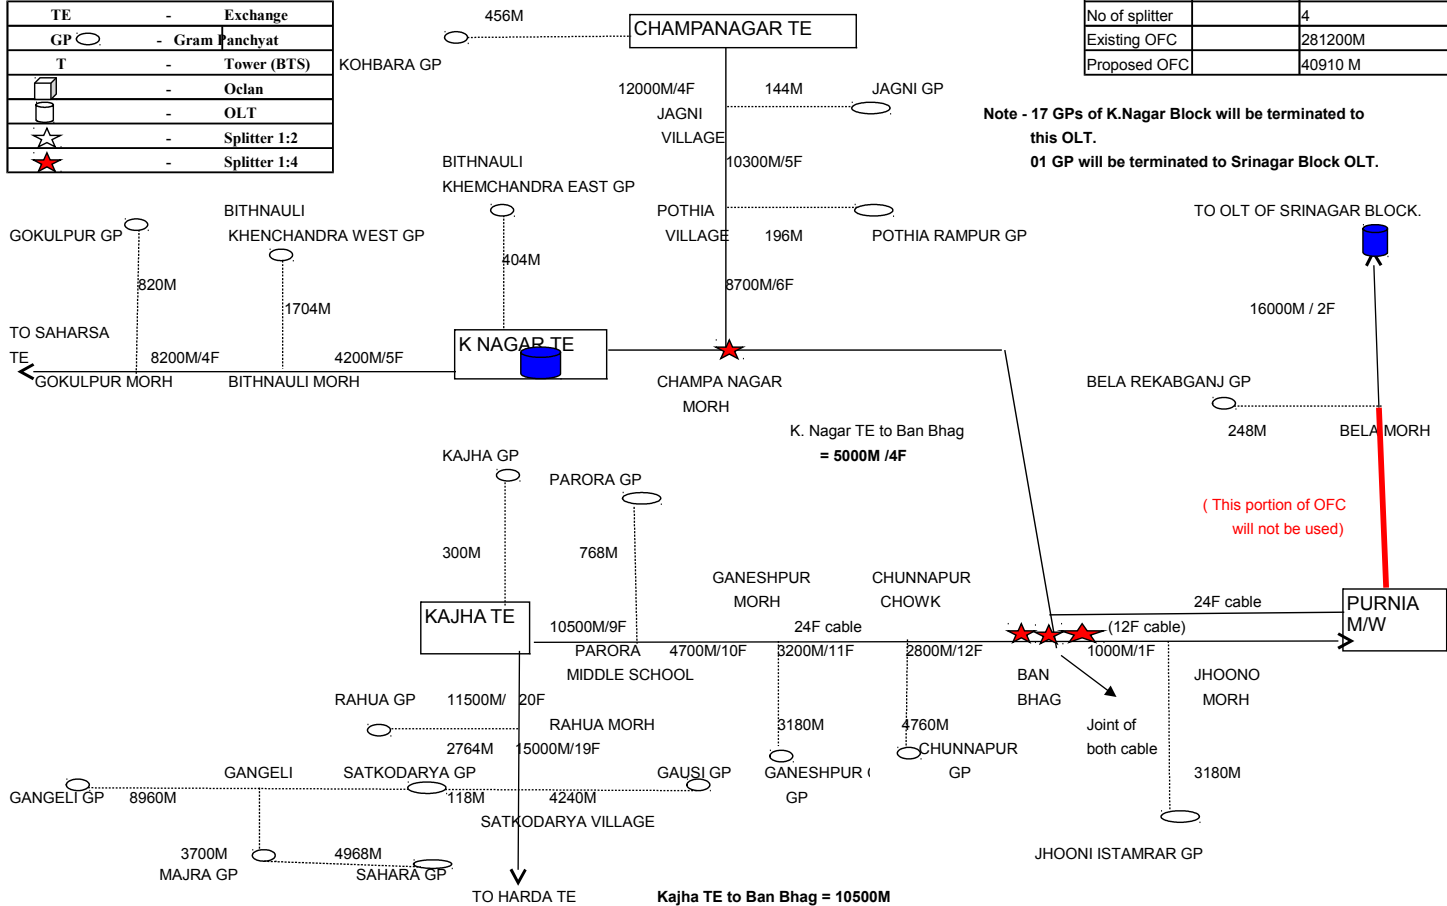 TE - Exchange
GP - Gram Panchyat
T - Tower (BTS)
- Oclan
- OLT
- Splitter 1:2
- Splitter 1:4
456M
KOHBARA GP
CHAMPANAGAR TE
No of splitter 4
Existing OFC 281200M
Proposed OFC 40910 M
12000M/4F
144M
JAGNI GP
JAGNI
VILLAGE
Note - 17 GPs of K.Nagar Block will be terminated to
this OLT.
01 GP will be terminated to Srinagar Block OLT.
10300M/5F
BITHNAULI
KHEMCHANDRA EAST GP
POTHIA
VILLAGE
196M
POTHIA RAMPUR GP
TO OLT OF SRINAGAR BLOCK.
GOKULPUR GP
BITHNAULI
KHENCHANDRA WEST GP
404M
820M
1704M
8700M/6F
16000M / 2F
TO SAHARSA
TE
8200M/4F
4200M/5F
K NAGAR TE
GOKULPUR MORH
BITHNAULI MORH
CHAMPA NAGAR
MORH
BELA REKABGANJ GP
248M
BELA MORH
K. Nagar TE to Ban Bhag
= 5000M /4F
KAJHA GP
PARORA GP
( This portion of OFC
will not be used)
300M
768M
GANESHPUR
MORH
CHUNNAPUR
CHOWK
KAJHA TE
24F cable
PURNIA
M/W
10500M/9F
24F cable
(12F cable)
PARORA
MIDDLE SCHOOL
4700M/10F
3200M/11F
2800M/12F
1000M/1F
BAN
BHAG
JHOONO
MORH
RAHUA GP
11500M/ 20F
RAHUA MORH
3180M
4760M
Joint of
both cable
2764M
15000M/19F
GANGELI
SATKODARYA GP
GAUSI GP
GANESHPUR (
GP
CHUNNAPUR
GP
3180M
GANGELI GP
8960M
118M
4240M
SATKODARYA VILLAGE
3700M
4968M
MAJRA GP
SAHARA GP
JHOONI ISTAMRAR GP
TO HARDA TE
Kajha TE to Ban Bhag = 10500M